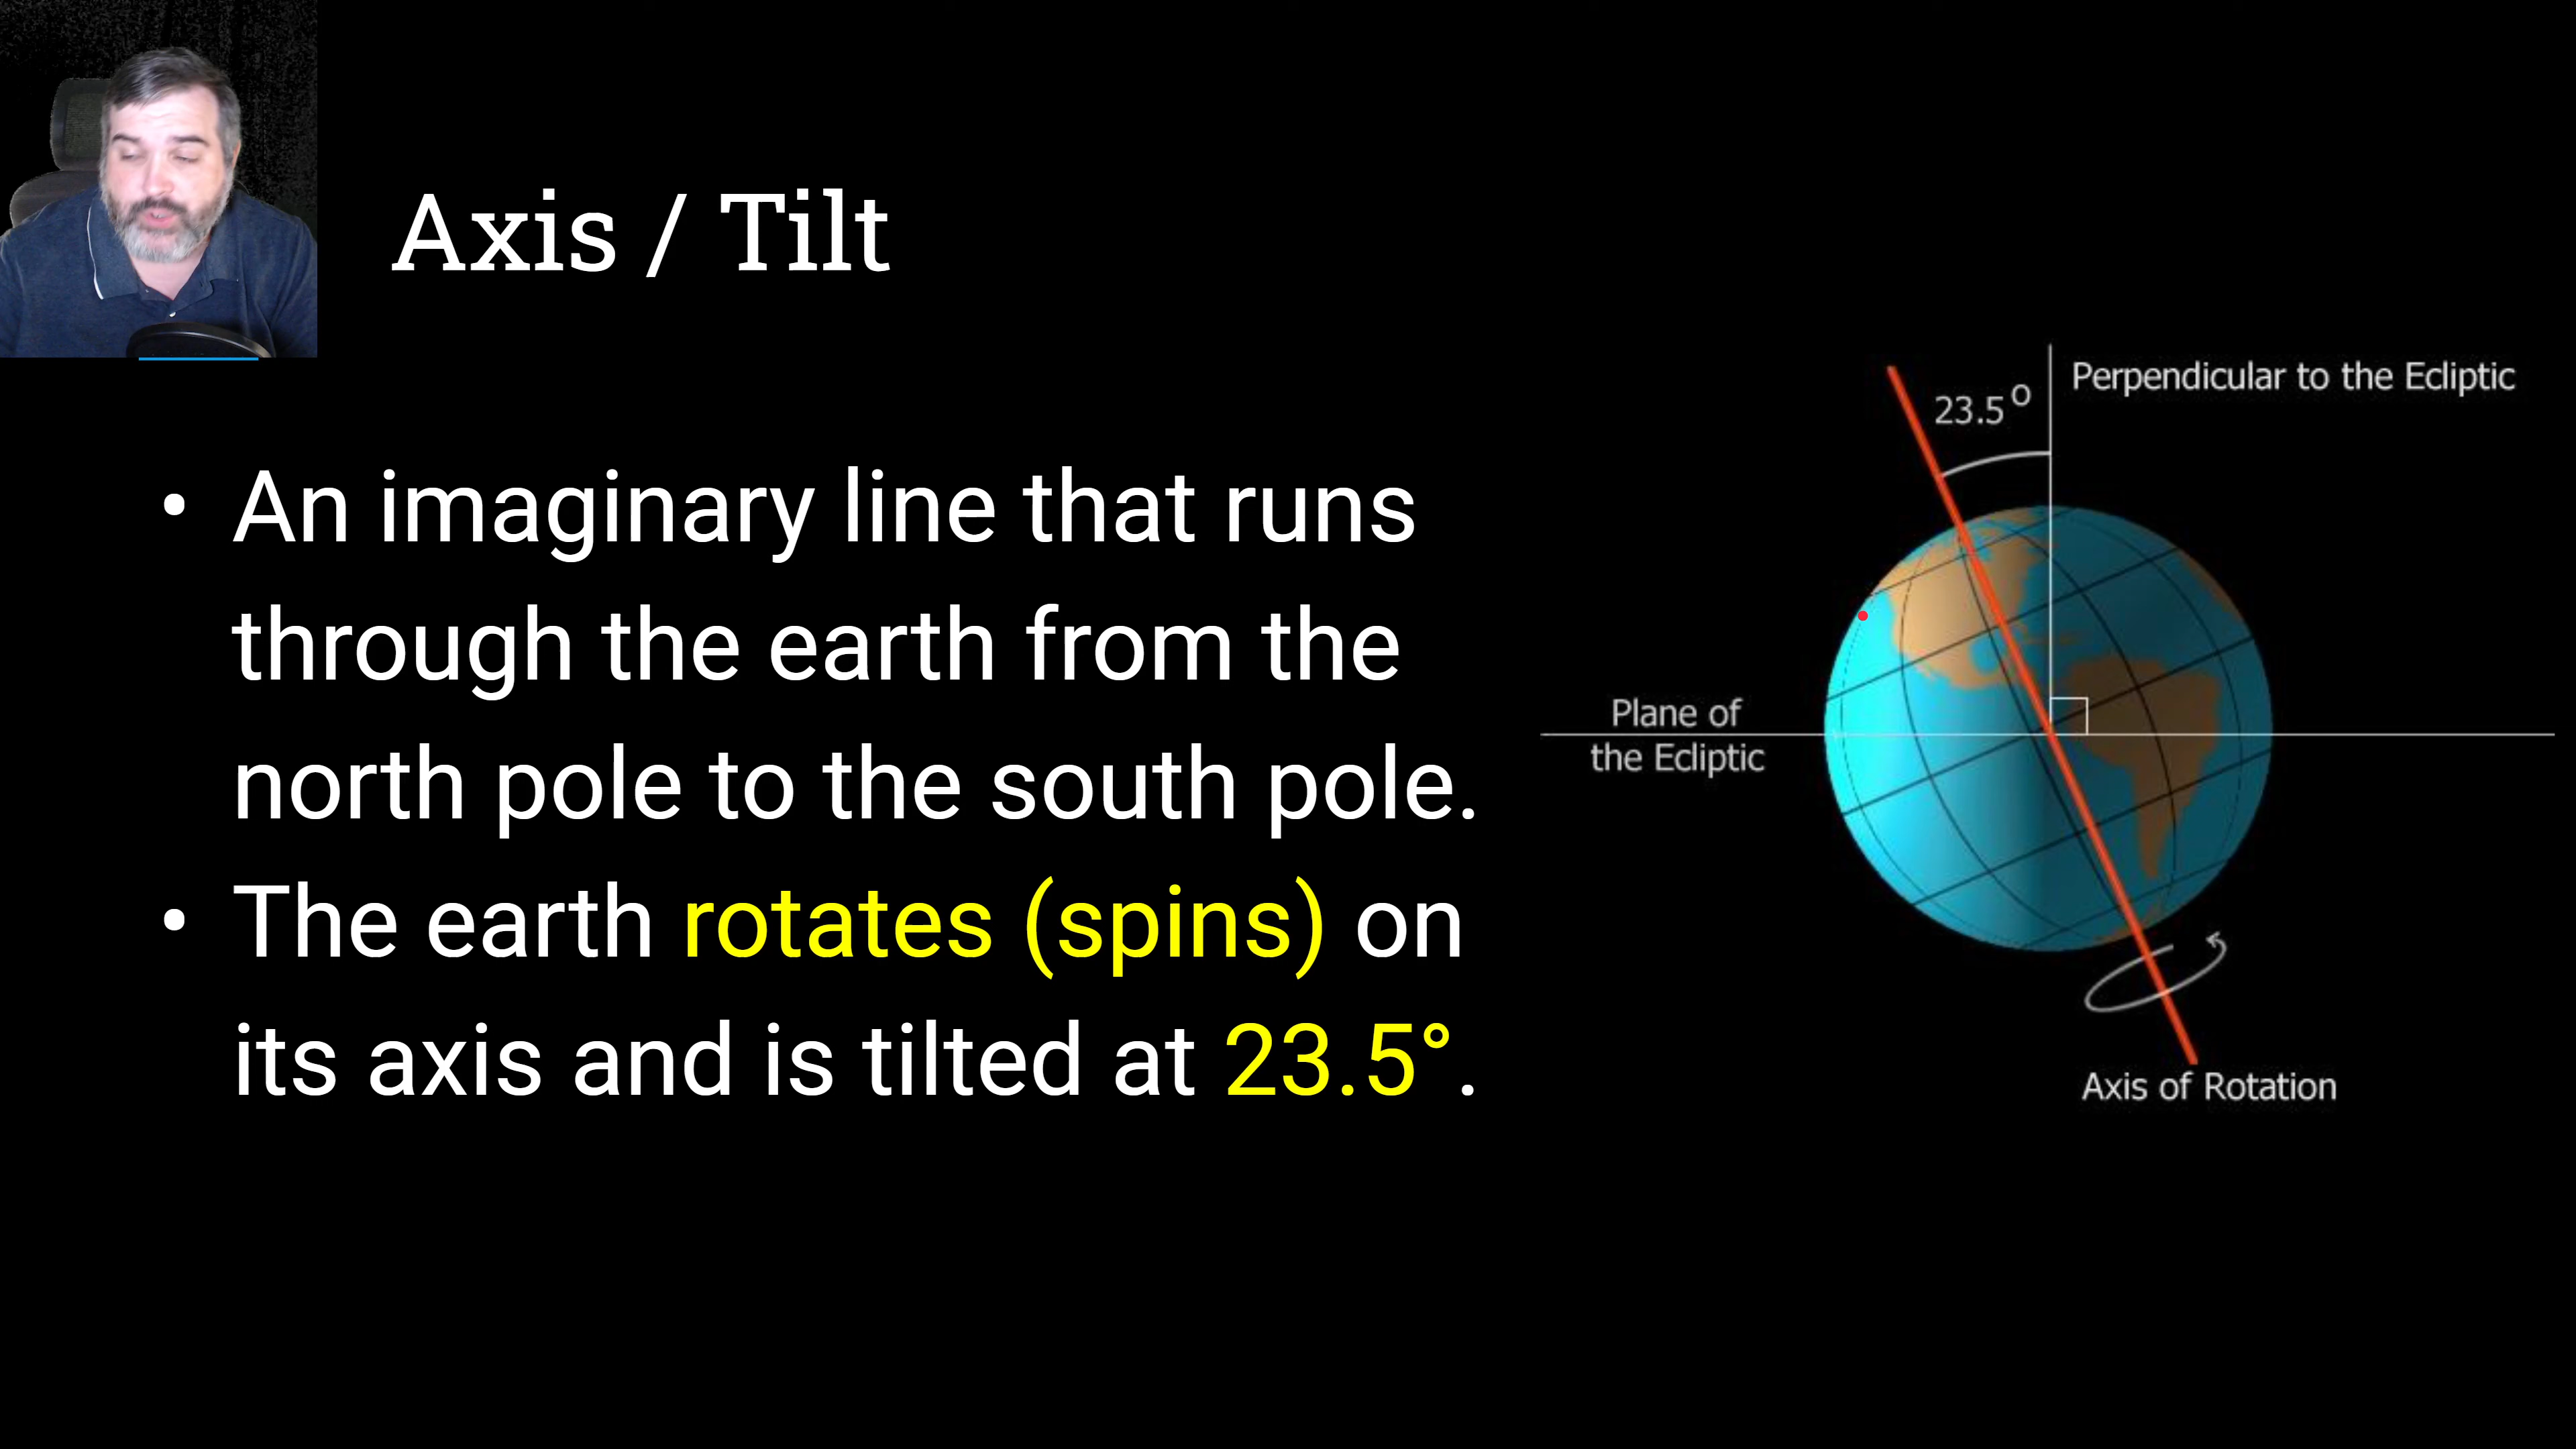 Axis / Tilt
• An imaginary line that runs
through the earth from the
north pole to the south pole.
• The earth rotates (spins) on
its axis and is tilted at 23.5°.
23.5°
Perpendicular to the Ecliptic
Plane of
the Ecliptic
Axis of Rotation